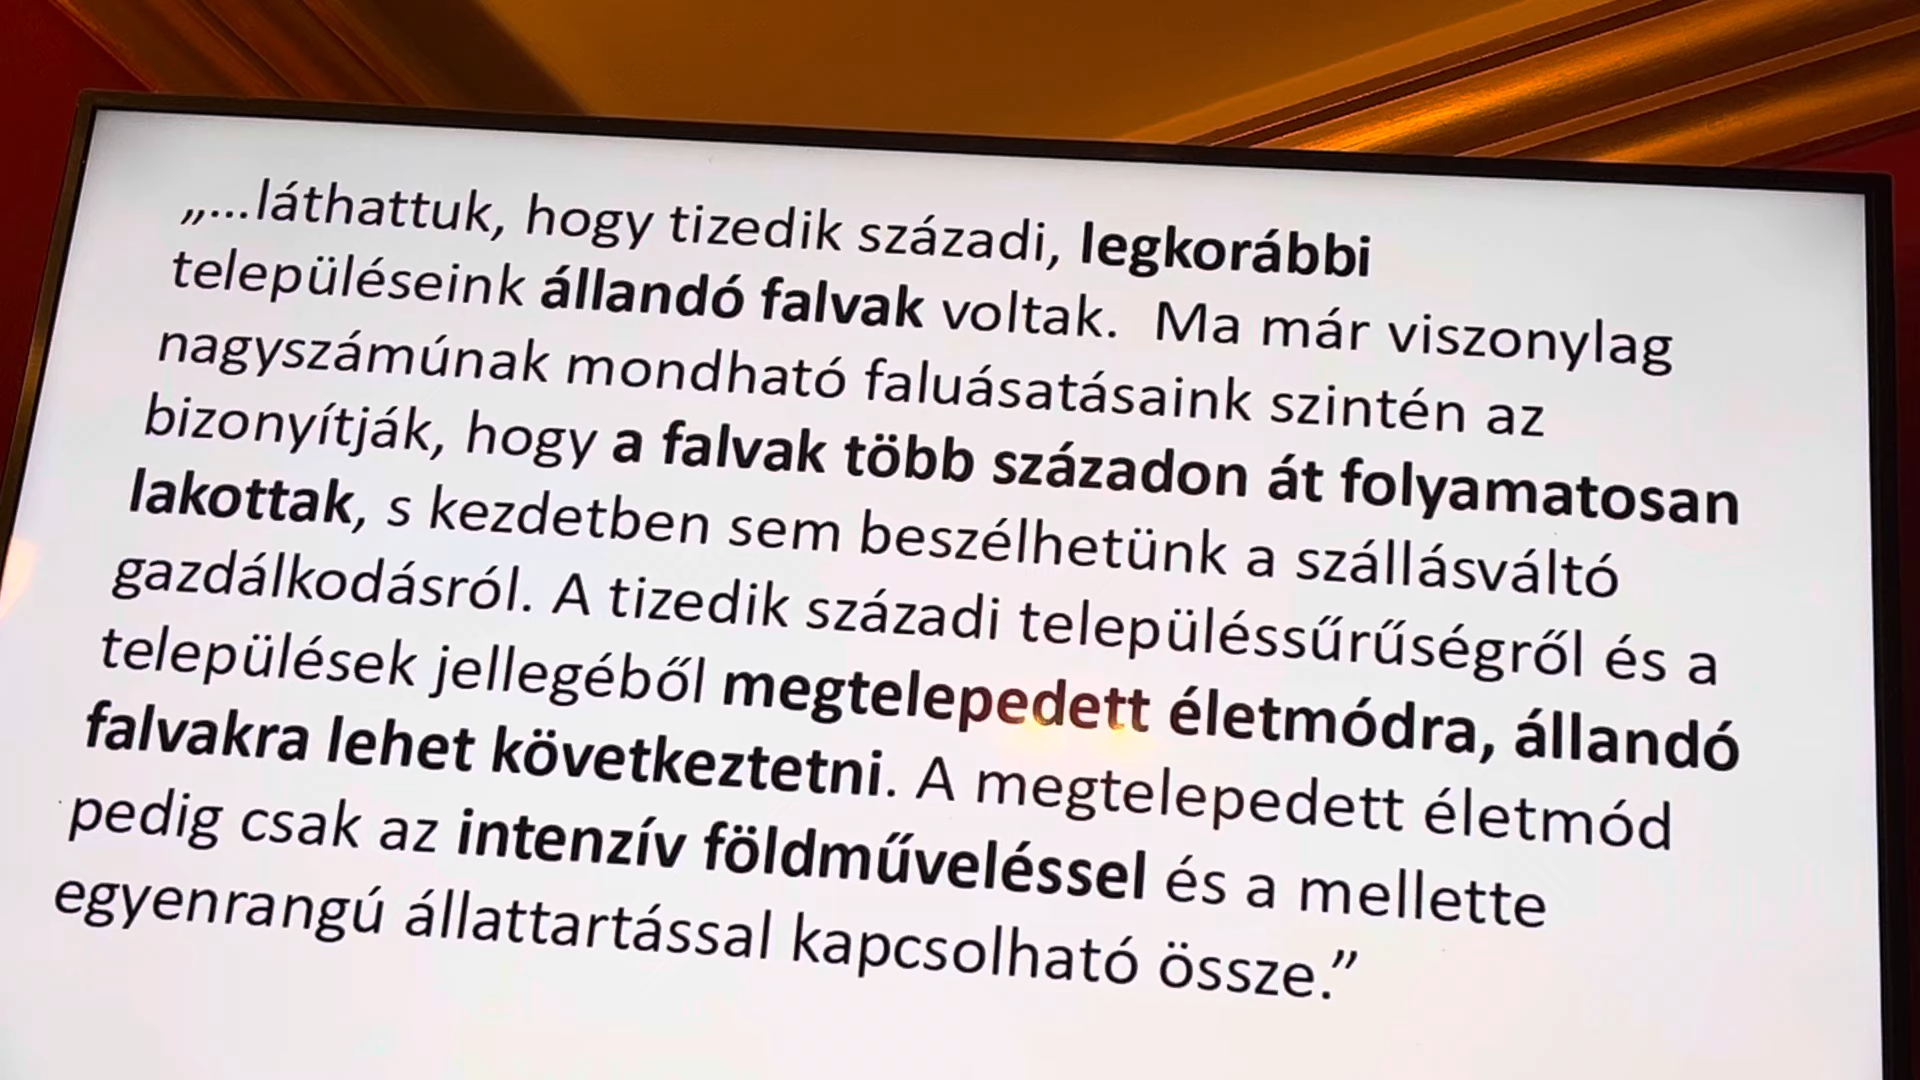 „...láthattuk, hogy tizedik századi, legkorábbi
településeink állandó falvak voltak. Ma már viszonylag
nagyszámúnak mondható faluásatásaink szintén az
bizonyítják, hogy a falvak több századon át folyamatosan
lakottak, s kezdetben sem beszélhetünk a szállásváltó
gazdálkodásról. A tizedik századi településsűrűségről és a
települések jellegéből megtelepedett életmódra, állandó
falvakra lehet következtetni. A megtelepedett életmód
pedig csak az intenzív földműveléssel és a mellette
egyenrangú állattartással kapcsolható össze.”